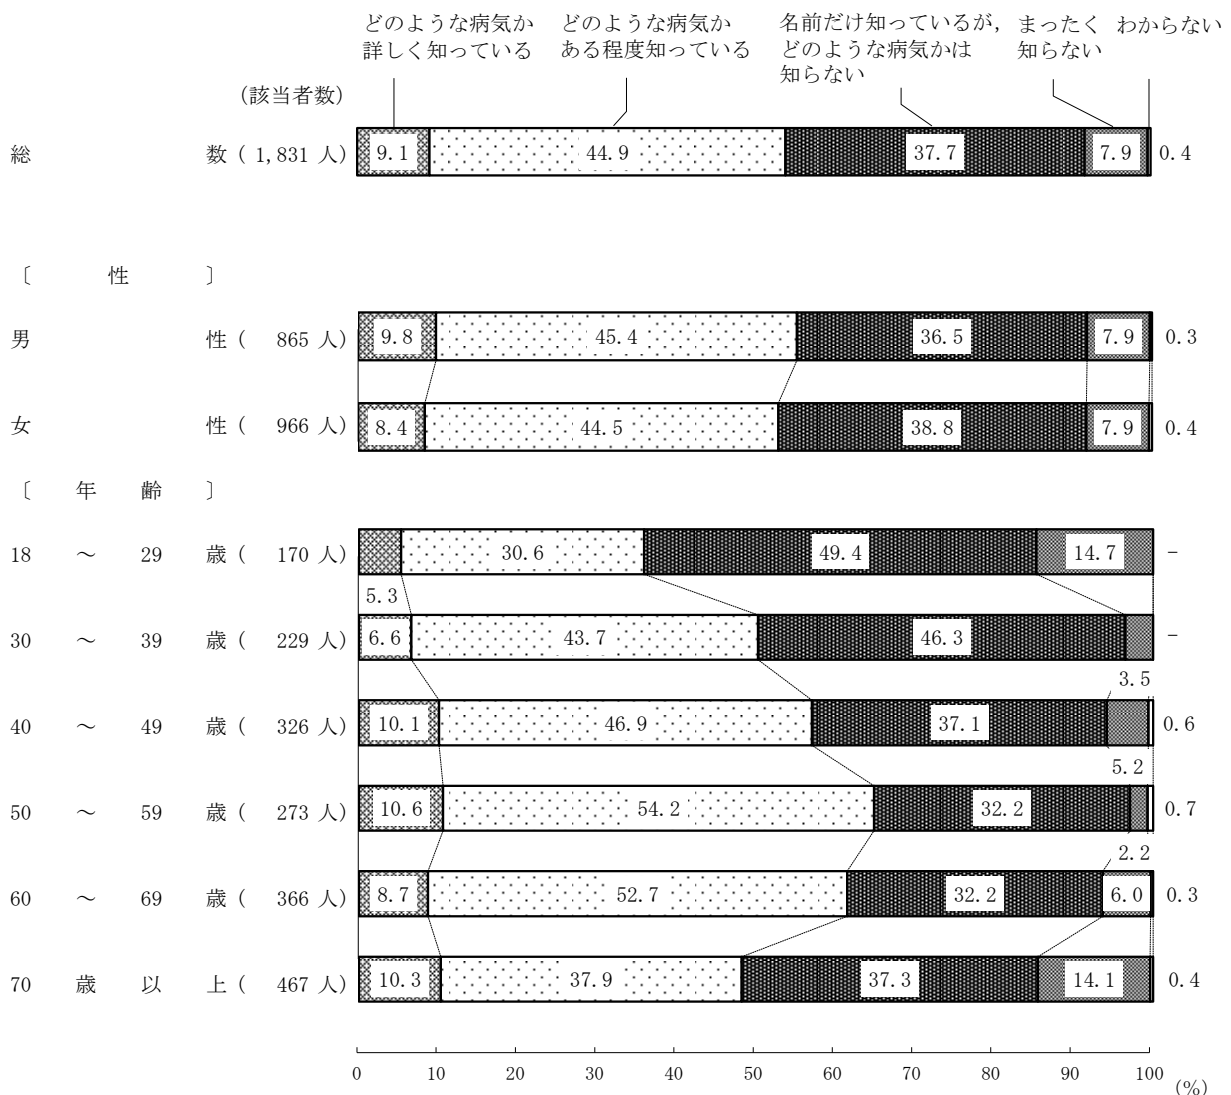 どのような病気か どのような病気か 名前だけ知っているが, まったく わからない
詳しく知っている ある程度知っている どのような病気かは 知らない
知らない
(該当者数)
総 数 ( 1,831 人) 9.1 44.9 37.7 7.9 0.4
〔 性 〕
男 性 ( 865 人) 9.8 45.4 36.5 7.9 0.3
女 性 ( 966 人) 8.4 44.5 38.8 7.9 0.4
〔 年 齢 〕
18 ～ 29 歳 ( 170 人) 30.6 49.4 14.7 −
5.3
30 ～ 39 歳 ( 229 人) 6.6 43.7 46.3 −
3.5
40 ～ 49 歳 ( 326 人) 10.1 46.9 37.1 0.6
5.2
50 ～ 59 歳 ( 273 人) 10.6 54.2 32.2 0.7
2.2
60 ～ 69 歳 ( 366 人) 8.7 52.7 32.2 6.0 0.3
70 歳 以 上 ( 467 人) 10.3 37.9 37.3 14.1 0.4
0 10 20 30 40 50 60 70 80 90 100
(%)